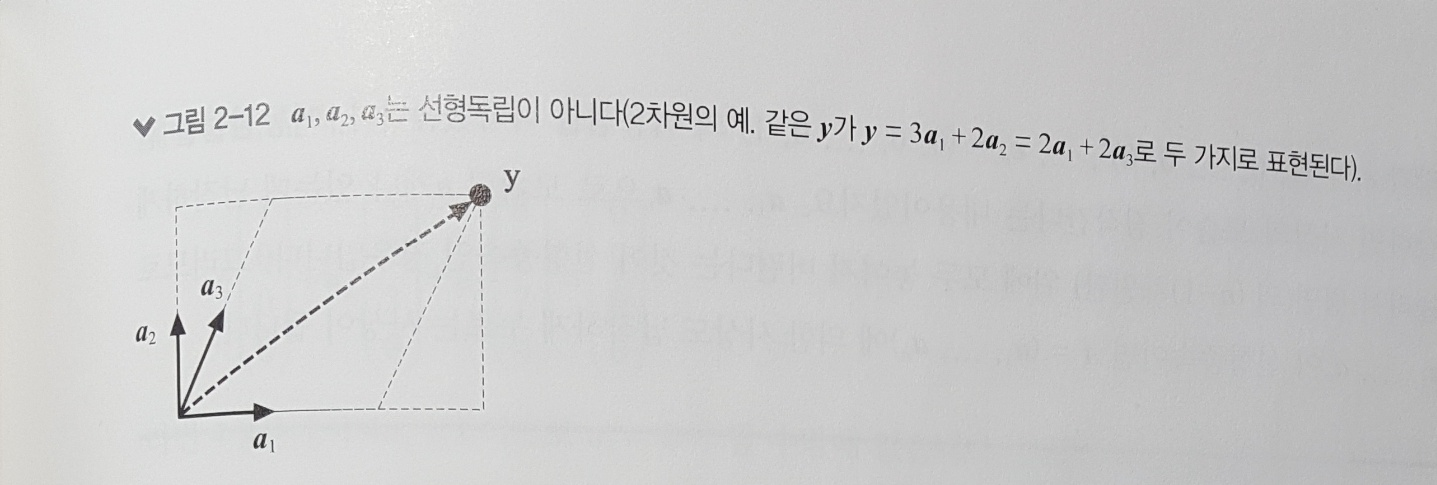 그림 2-12 a₁, a₂, a₃는 선형독립이 아니다(2차원의 예. 같은 y가 y = 3a₁ + 2a₂ = 2a₁ + 2a₃로 두 가지로 표현된다).
y
a₃
a₂
a₁